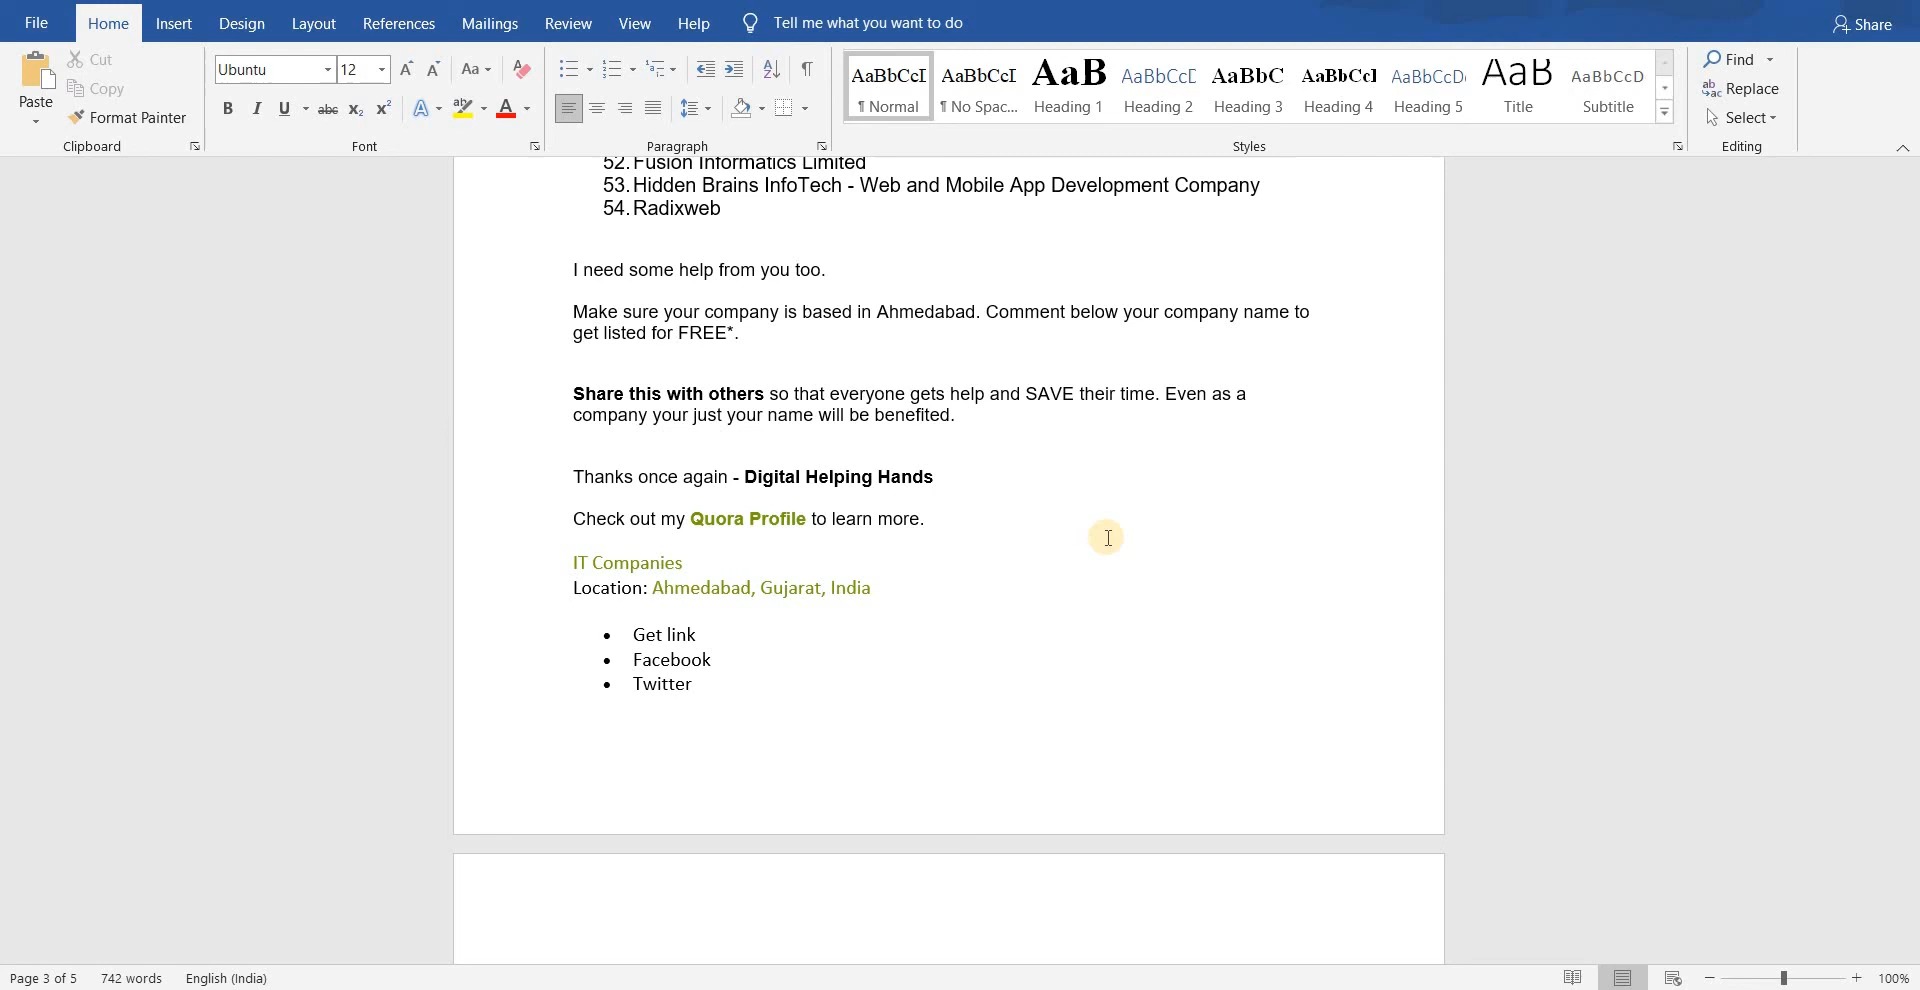 File Home Insert Design Layout References Mailings Review View Help Tell me what you want to do Share
Paste
Cut
Copy
Format Painter
Clipboard
Ubuntu 12 Aa
B I U abc X₂ X² A ab A
Font
Paragraph
AaBbCcI AaBbCcI AaB AaBbCcD AaBbC AaBbCcI AaBbCcDı AaB AaBbCcD
¶ Normal ¶ No Spac... Heading 1 Heading 2 Heading 3 Heading 4 Heading 5 Title Subtitle
Styles
Find
Replace
Select
Editing
52. Fusion Informatics Limited
53. Hidden Brains InfoTech - Web and Mobile App Development Company
54. Radixweb
I need some help from you too.
Make sure your company is based in Ahmedabad. Comment below your company name to
get listed for FREE*.
Share this with others so that everyone gets help and SAVE their time. Even as a
company your just your name will be benefited.
Thanks once again - Digital Helping Hands
Check out my Quora Profile to learn more.
IT Companies
Location: Ahmedabad, Gujarat, India
• Get link
• Facebook
• Twitter
Page 3 of 5 742 words English (India) 100%